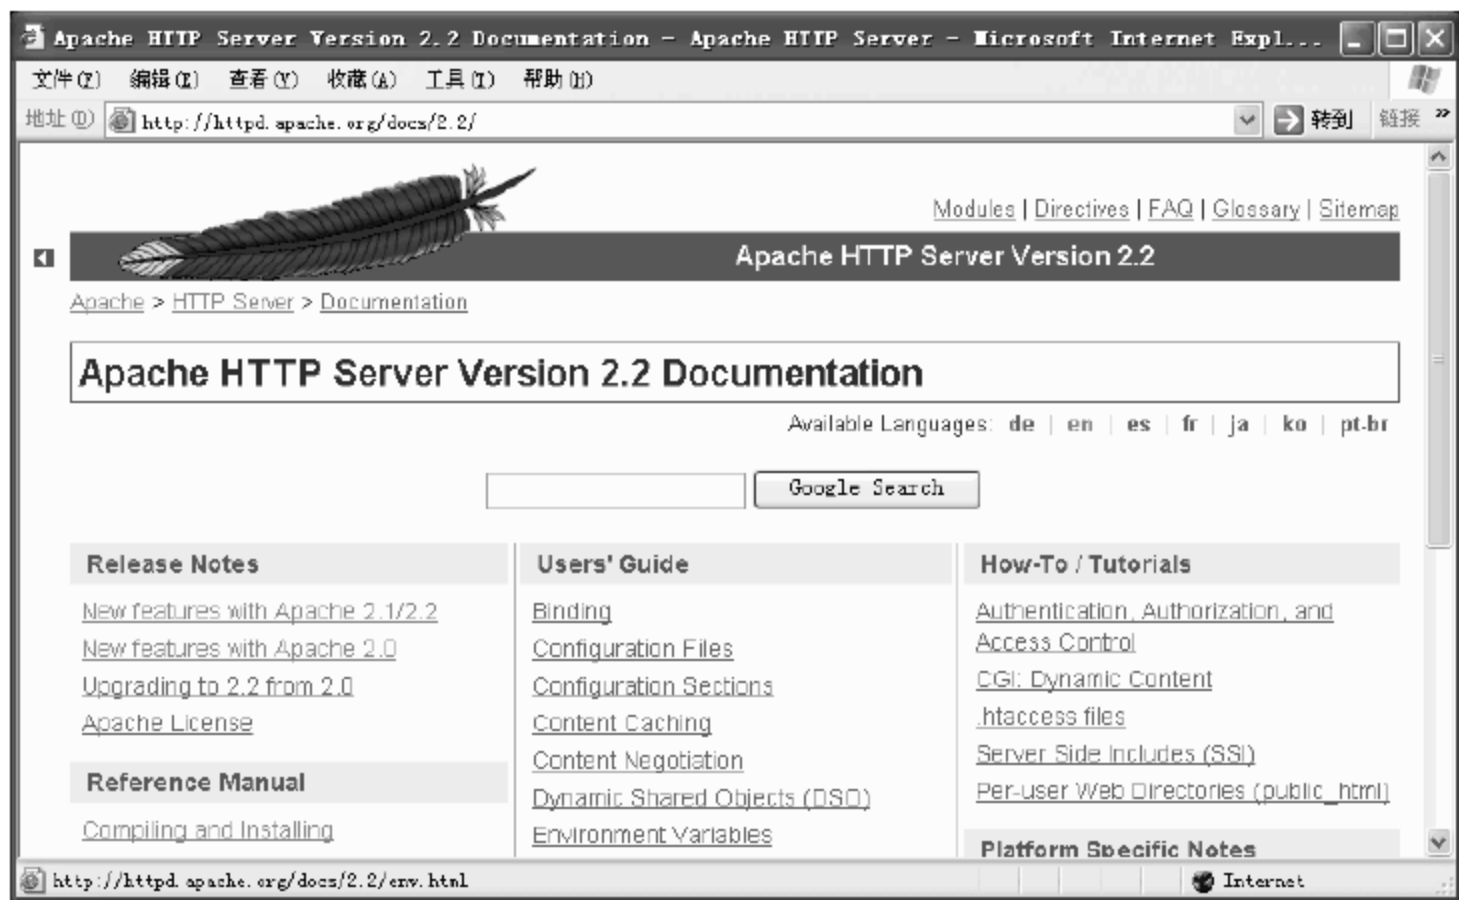 Apache HTTP Server Version 2.2 Documentation - Apache HTTP Server - Microsoft Internet Expl...
文件(F) 编辑(E) 查看(V) 收藏(A) 工具(T) 帮助(H)
地址(D) http://httpd.apache.org/docs/2.2/ 转到 链接 »
Modules | Directives | FAQ | Glossary | Sitemap
Apache HTTP Server Version 2.2
Apache > HTTP Server > Documentation
Apache HTTP Server Version 2.2 Documentation
Available Languages: de | en | es | fr | ja | ko | pt-br
Google Search
Release Notes
New features with Apache 2.1/2.2
New features with Apache 2.0
Upgrading to 2.2 from 2.0
Apache License
Reference Manual
Compiling and Installing
Users' Guide
Binding
Configuration Files
Configuration Sections
Content Caching
Content Negotiation
Dynamic Shared Objects (DSO)
Environment Variables
How-To / Tutorials
Authentication, Authorization, and
Access Control
CGI: Dynamic Content
.htaccess files
Server Side Includes (SSI)
Per-user Web Directories (public_html)
Platform Specific Notes
http://httpd.apache.org/docs/2.2/env.html Internet